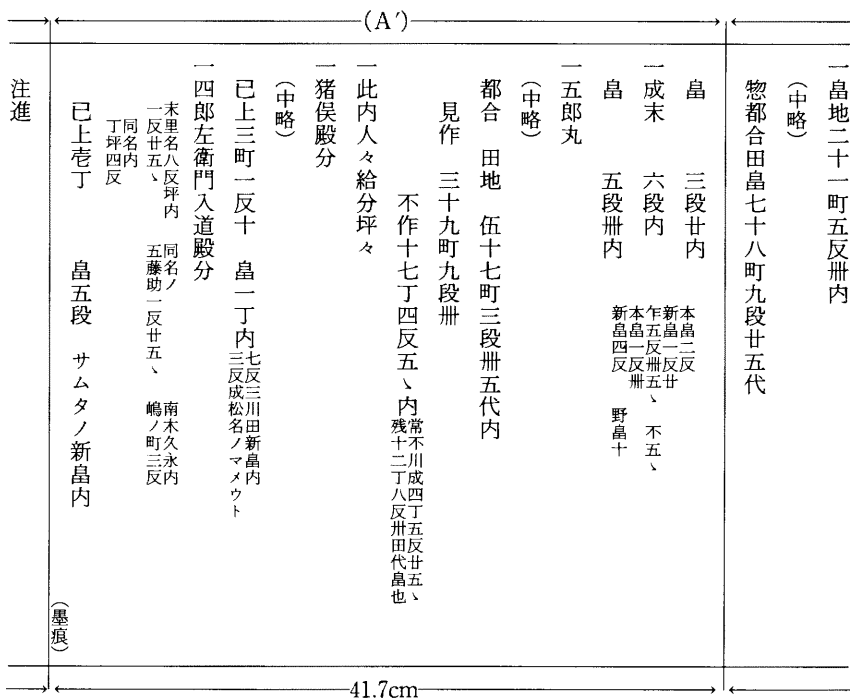 (A′)
一畠地二十一町五反卅内
(中略)
惣都合田畠七十八町九段廿五代
畠 三段廿内 本畠二反 新畠一反廿
一成末 六段内 乍五反卅五ヽ 不五ヽ
畠 五段卅内 本畠一反卅 新畠四反 野畠十
一五郎丸
(中略)
都合 田地 伍十七町三段卅五代内
見作 三十九町九段卅
不作十七丁四反五ヽ内 常不川成四丁五反廿五ヽ 残十二丁八反卅田代畠也
一此内人々給分坪々
一猪俣殿分
(中略)
已上三町一反十 畠一丁内 七反三川田新畠内 三反成松名ノマメウト
一四郎左衛門入道殿分
末里名八反坪内 同名ノ 南木久永内
一反廿五ヽ 五藤助一反廿五ヽ 嶋ノ町三反
同名内
丁坪四反
已上壱丁 畠五段 サムタノ新畠内
(墨痕)
注進
41.7cm